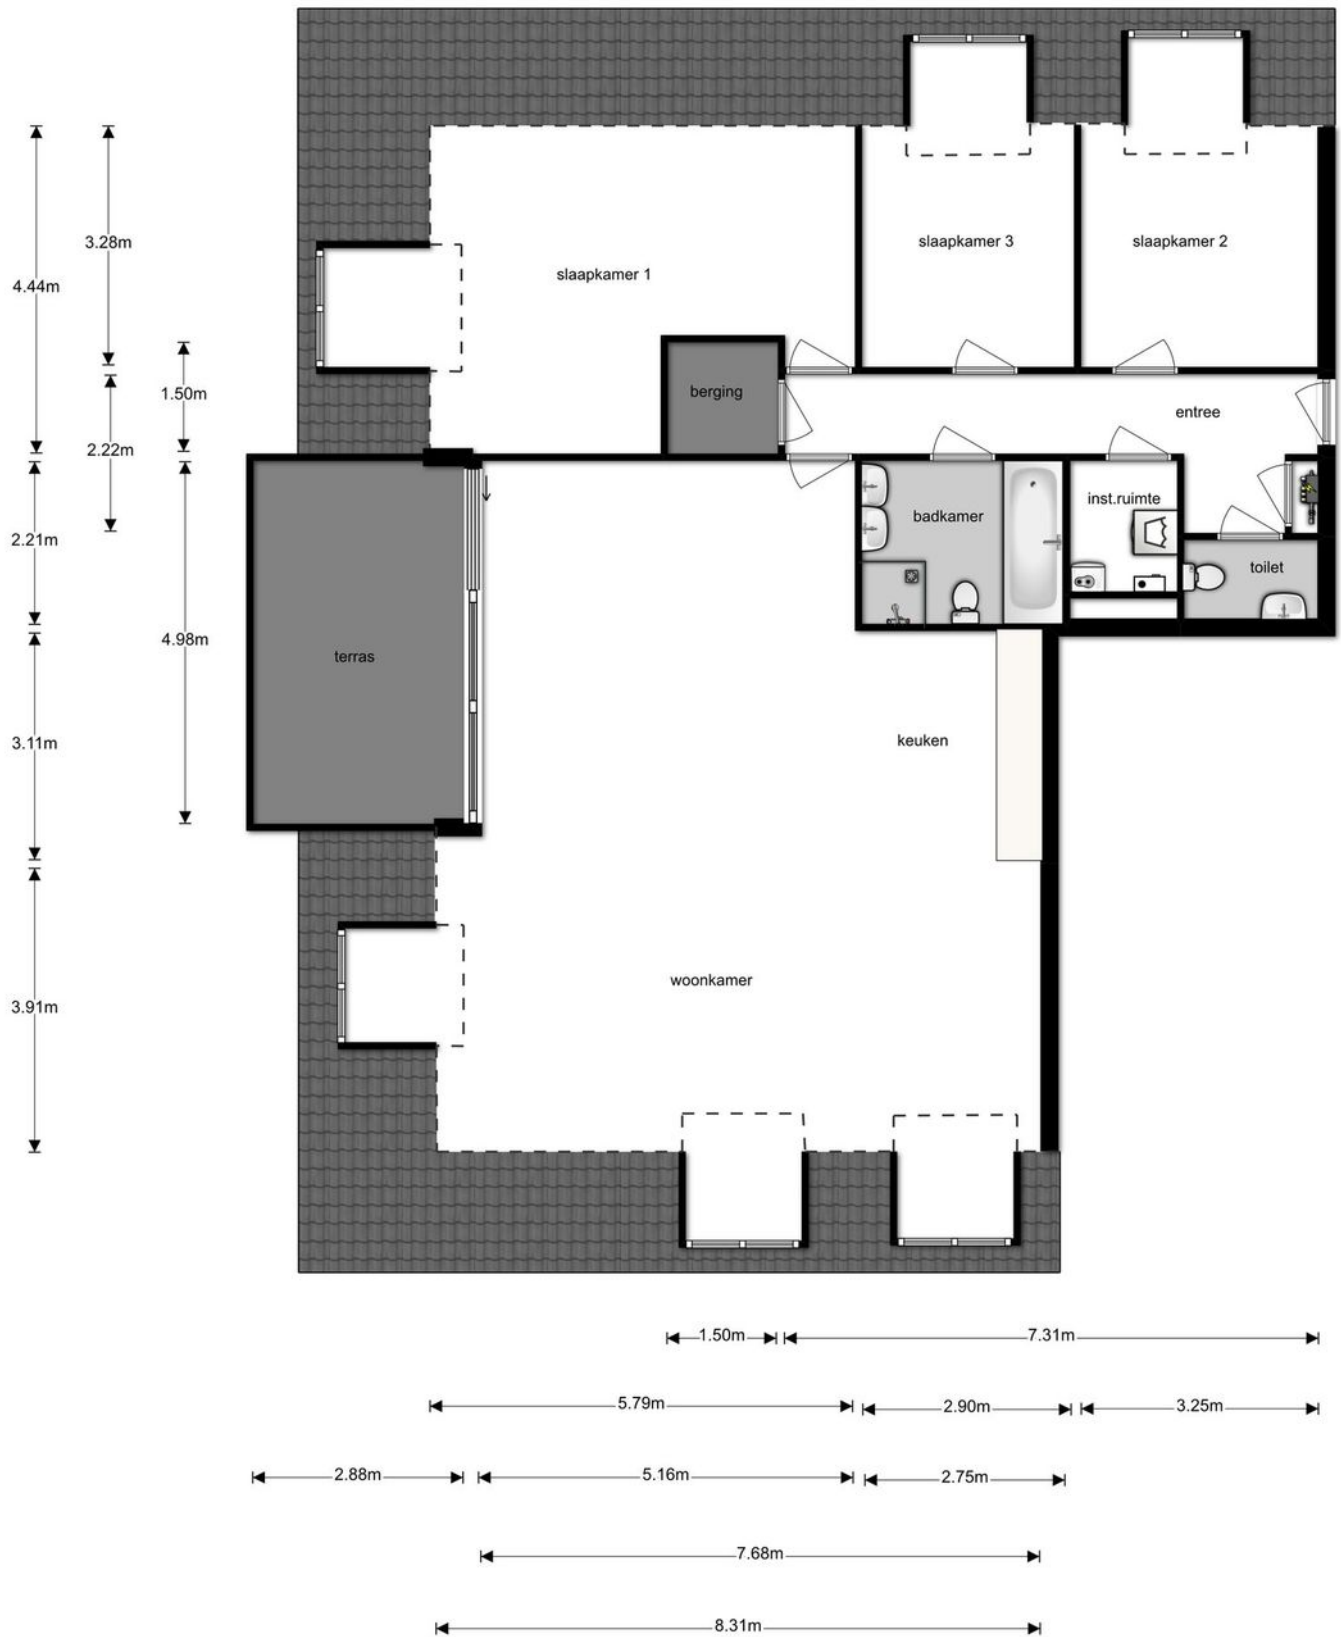 slaapkamer 3
slaapkamer 2
3.28m
slaapkamer 1
4.44m
berging
1.50m
entree
2.22m
inst.ruimte
badkamer
2.21m
toilet
4.98m
terras
keuken
3.11m
woonkamer
3.91m
1.50m
7.31m
5.79m
2.90m
3.25m
2.88m
5.16m
2.75m
7.68m
8.31m